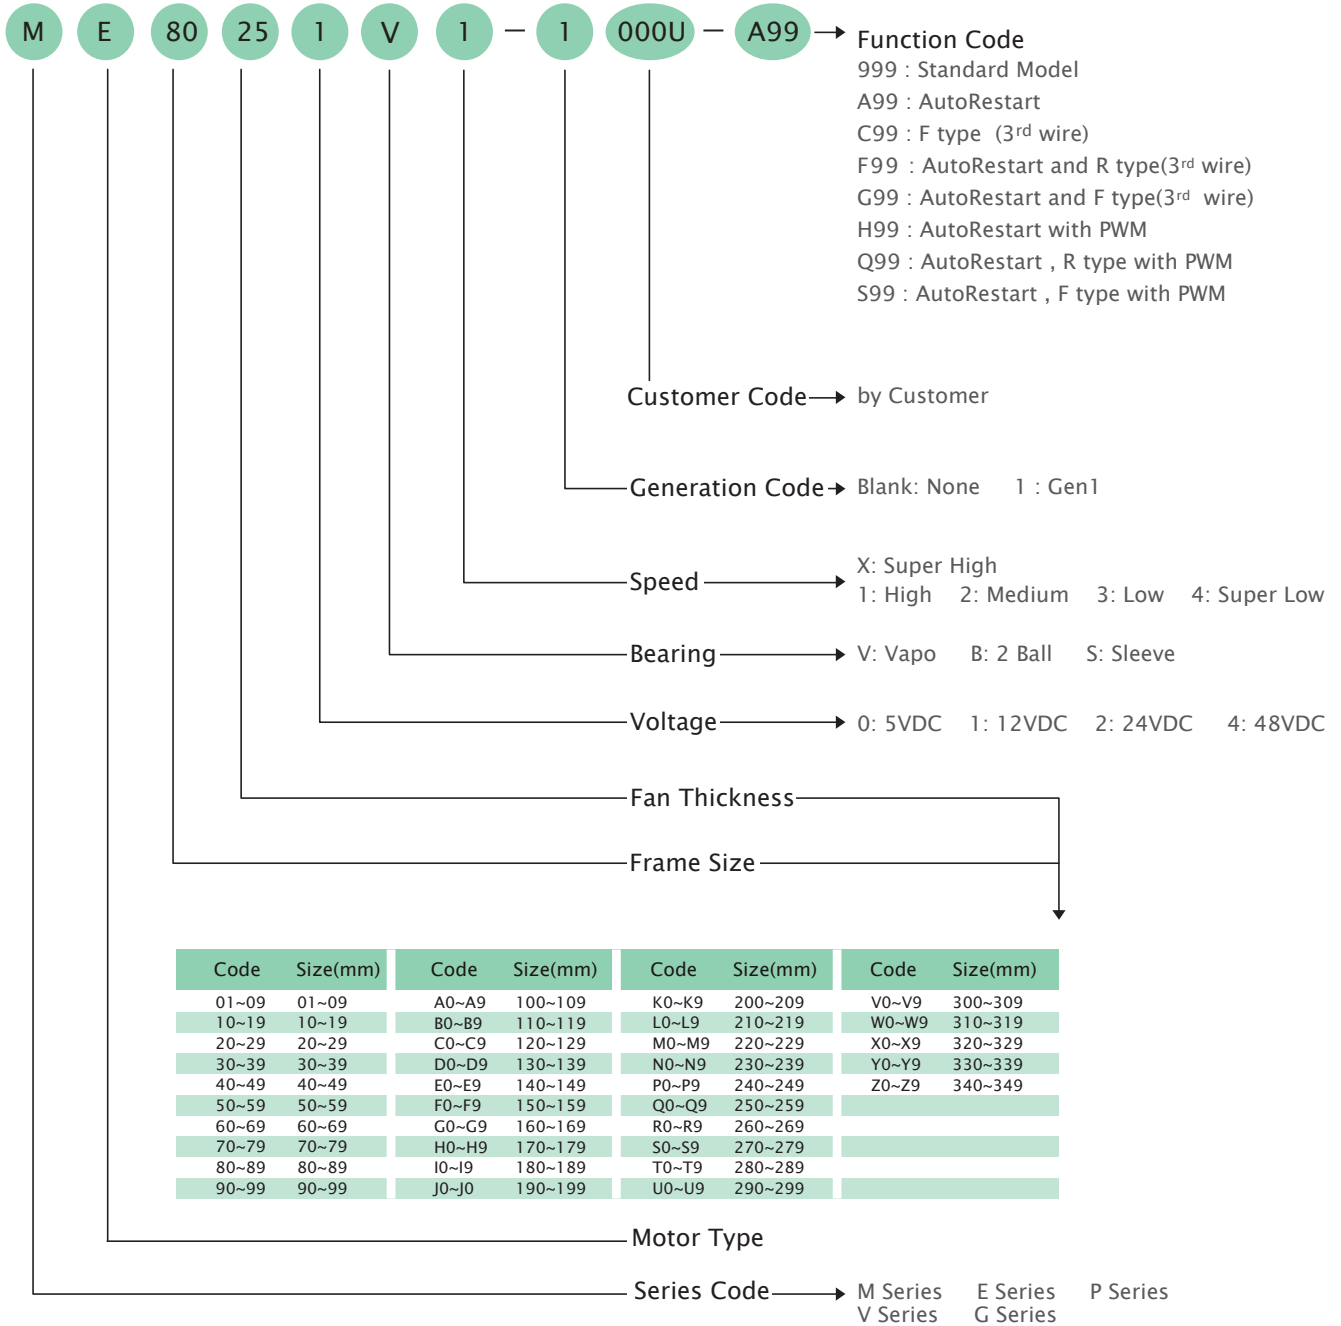 M E 80 25 1 V 1 – 1 000U – A99
Function Code
999 : Standard Model
A99 : AutoRestart
C99 : F type (3rd wire)
F99 : AutoRestart and R type(3rd wire)
G99 : AutoRestart and F type(3rd wire)
H99 : AutoRestart with PWM
Q99 : AutoRestart , R type with PWM
S99 : AutoRestart , F type with PWM
Customer Code by Customer
Generation Code Blank: None 1 : Gen1
Speed
X: Super High
1: High 2: Medium 3: Low 4: Super Low
Bearing V: Vapo B: 2 Ball S: Sleeve
Voltage 0: 5VDC 1: 12VDC 2: 24VDC 4: 48VDC
Fan Thickness
Frame Size
Code Size(mm) Code Size(mm) Code Size(mm) Code Size(mm)
01~09 01~09 A0~A9 100~109 K0~K9 200~209 V0~V9 300~309
10~19 10~19 B0~B9 110~119 L0~L9 210~219 W0~W9 310~319
20~29 20~29 C0~C9 120~129 M0~M9 220~229 X0~X9 320~329
30~39 30~39 D0~D9 130~139 N0~N9 230~239 Y0~Y9 330~339
40~49 40~49 E0~E9 140~149 P0~P9 240~249 Z0~Z9 340~349
50~59 50~59 F0~F9 150~159 Q0~Q9 250~259
60~69 60~69 G0~G9 160~169 R0~R9 260~269
70~79 70~79 H0~H9 170~179 S0~S9 270~279
80~89 80~89 I0~I9 180~189 T0~T9 280~289
90~99 90~99 J0~J0 190~199 U0~U9 290~299
Motor Type
Series Code M Series E Series P Series
V Series G Series